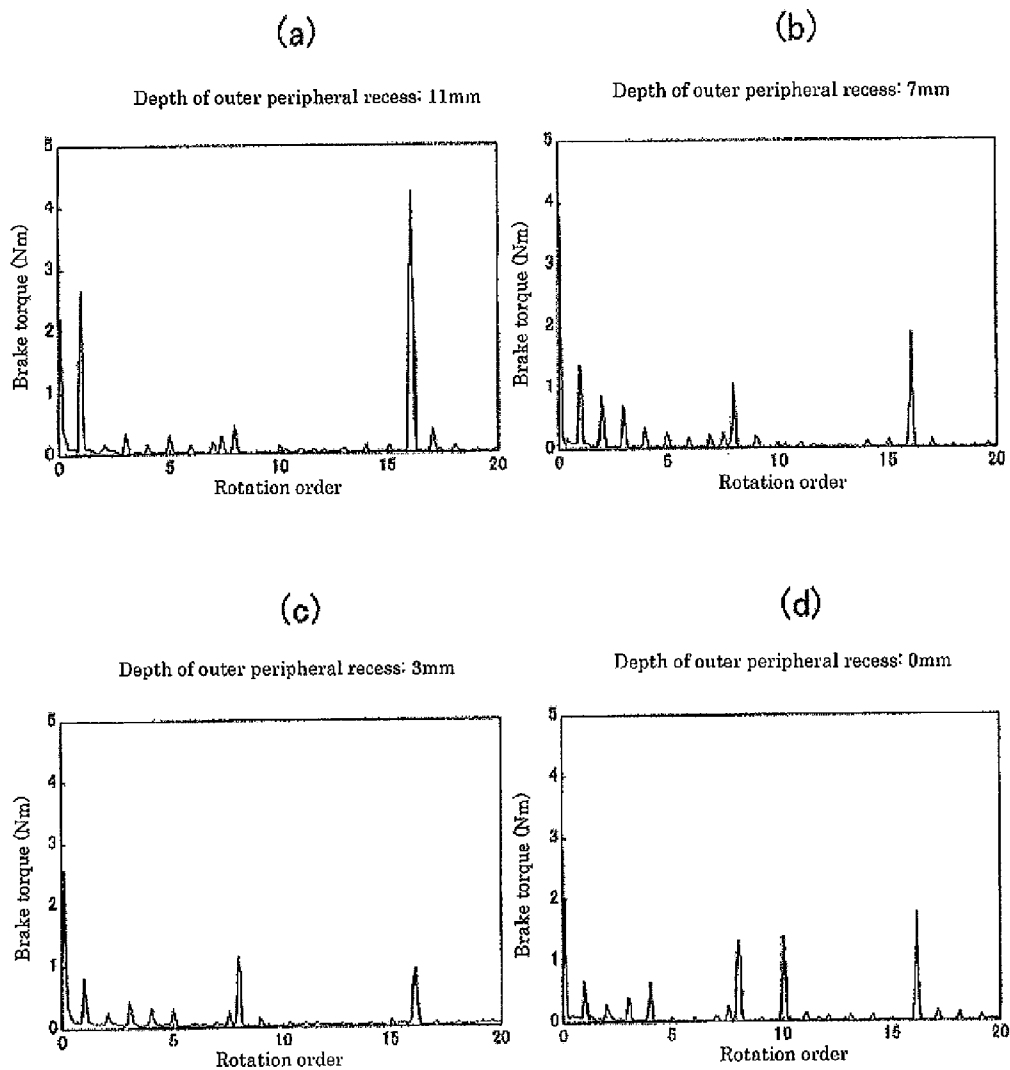 (a)
Depth of outer peripheral recess: 11mm
5
4
3
2
1
0
Brake torque (Nm)
0 5 10 15 20
Rotation order
(b)
Depth of outer peripheral recess: 7mm
5
4
3
2
1
0
Brake torque (Nm)
0 5 10 15 20
Rotation order
(c)
Depth of outer peripheral recess: 3mm
5
4
3
2
1
0
Brake torque (Nm)
0 5 10 15 20
Rotation order
(d)
Depth of outer peripheral recess: 0mm
5
4
3
2
1
0
Brake torque (Nm)
0 5 10 15 20
Rotation order